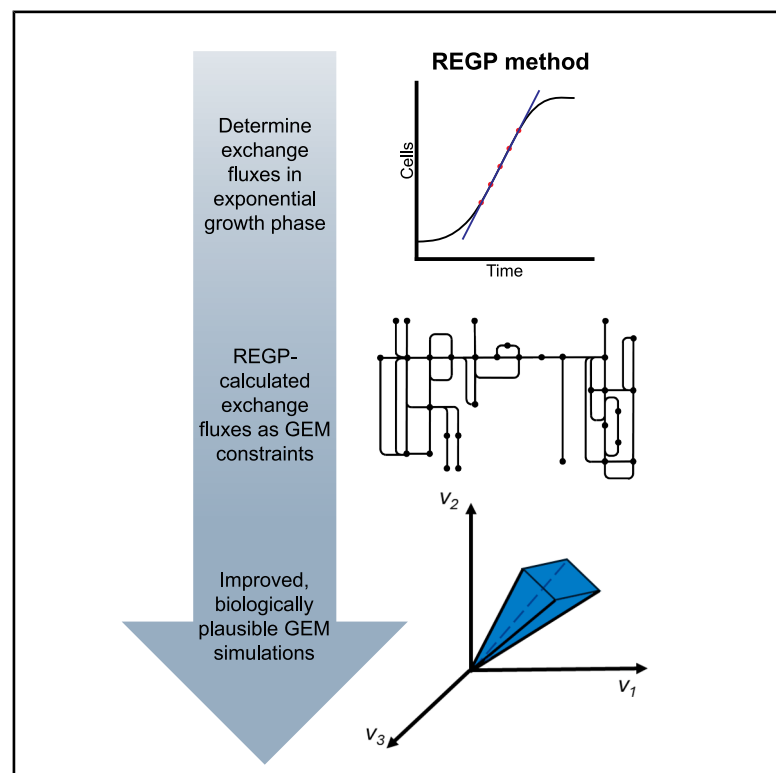 REGP method
Determine
exchange
fluxes in
exponential
growth phase
Cells
Time
REGP-
calculated
exchange
fluxes as GEM
constraints
Improved,
biologically
plausible GEM
simulations
v2
v1
v3